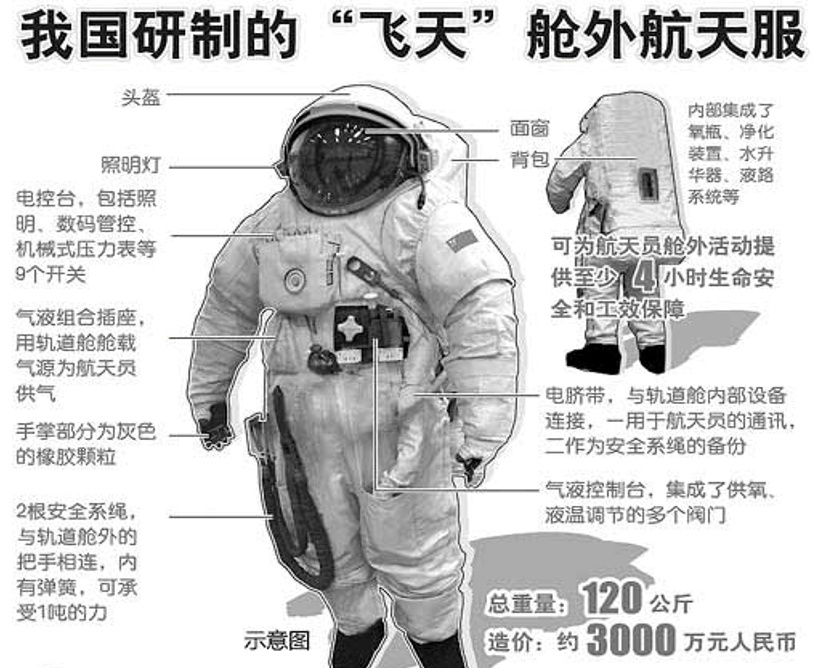 我国研制的“飞天”舱外航天服
头盔
照明灯
电控台，包括照
明、数码管控、
机械式压力表等
9个开关
气液组合插座，
用轨道舱舱载
气源为航天员
供气
手掌部分为灰色
的橡胶颗粒
2根安全系绳，
与轨道舱外的
把手相连，内
有弹簧，可承
受1吨的力
面窗
背包
内部集成了
氧瓶、净化
装置、水升
华器、液路
系统等
可为航天员舱外活动提
供至少4小时生命安
全和工效保障
电脐带，与轨道舱内部设备
连接，一用于航天员的通讯，
二作为安全系绳的备份
气液控制台，集成了供氧、
液温调节的多个阀门
总重量：120公斤
造价：约3000万元人民币
示意图